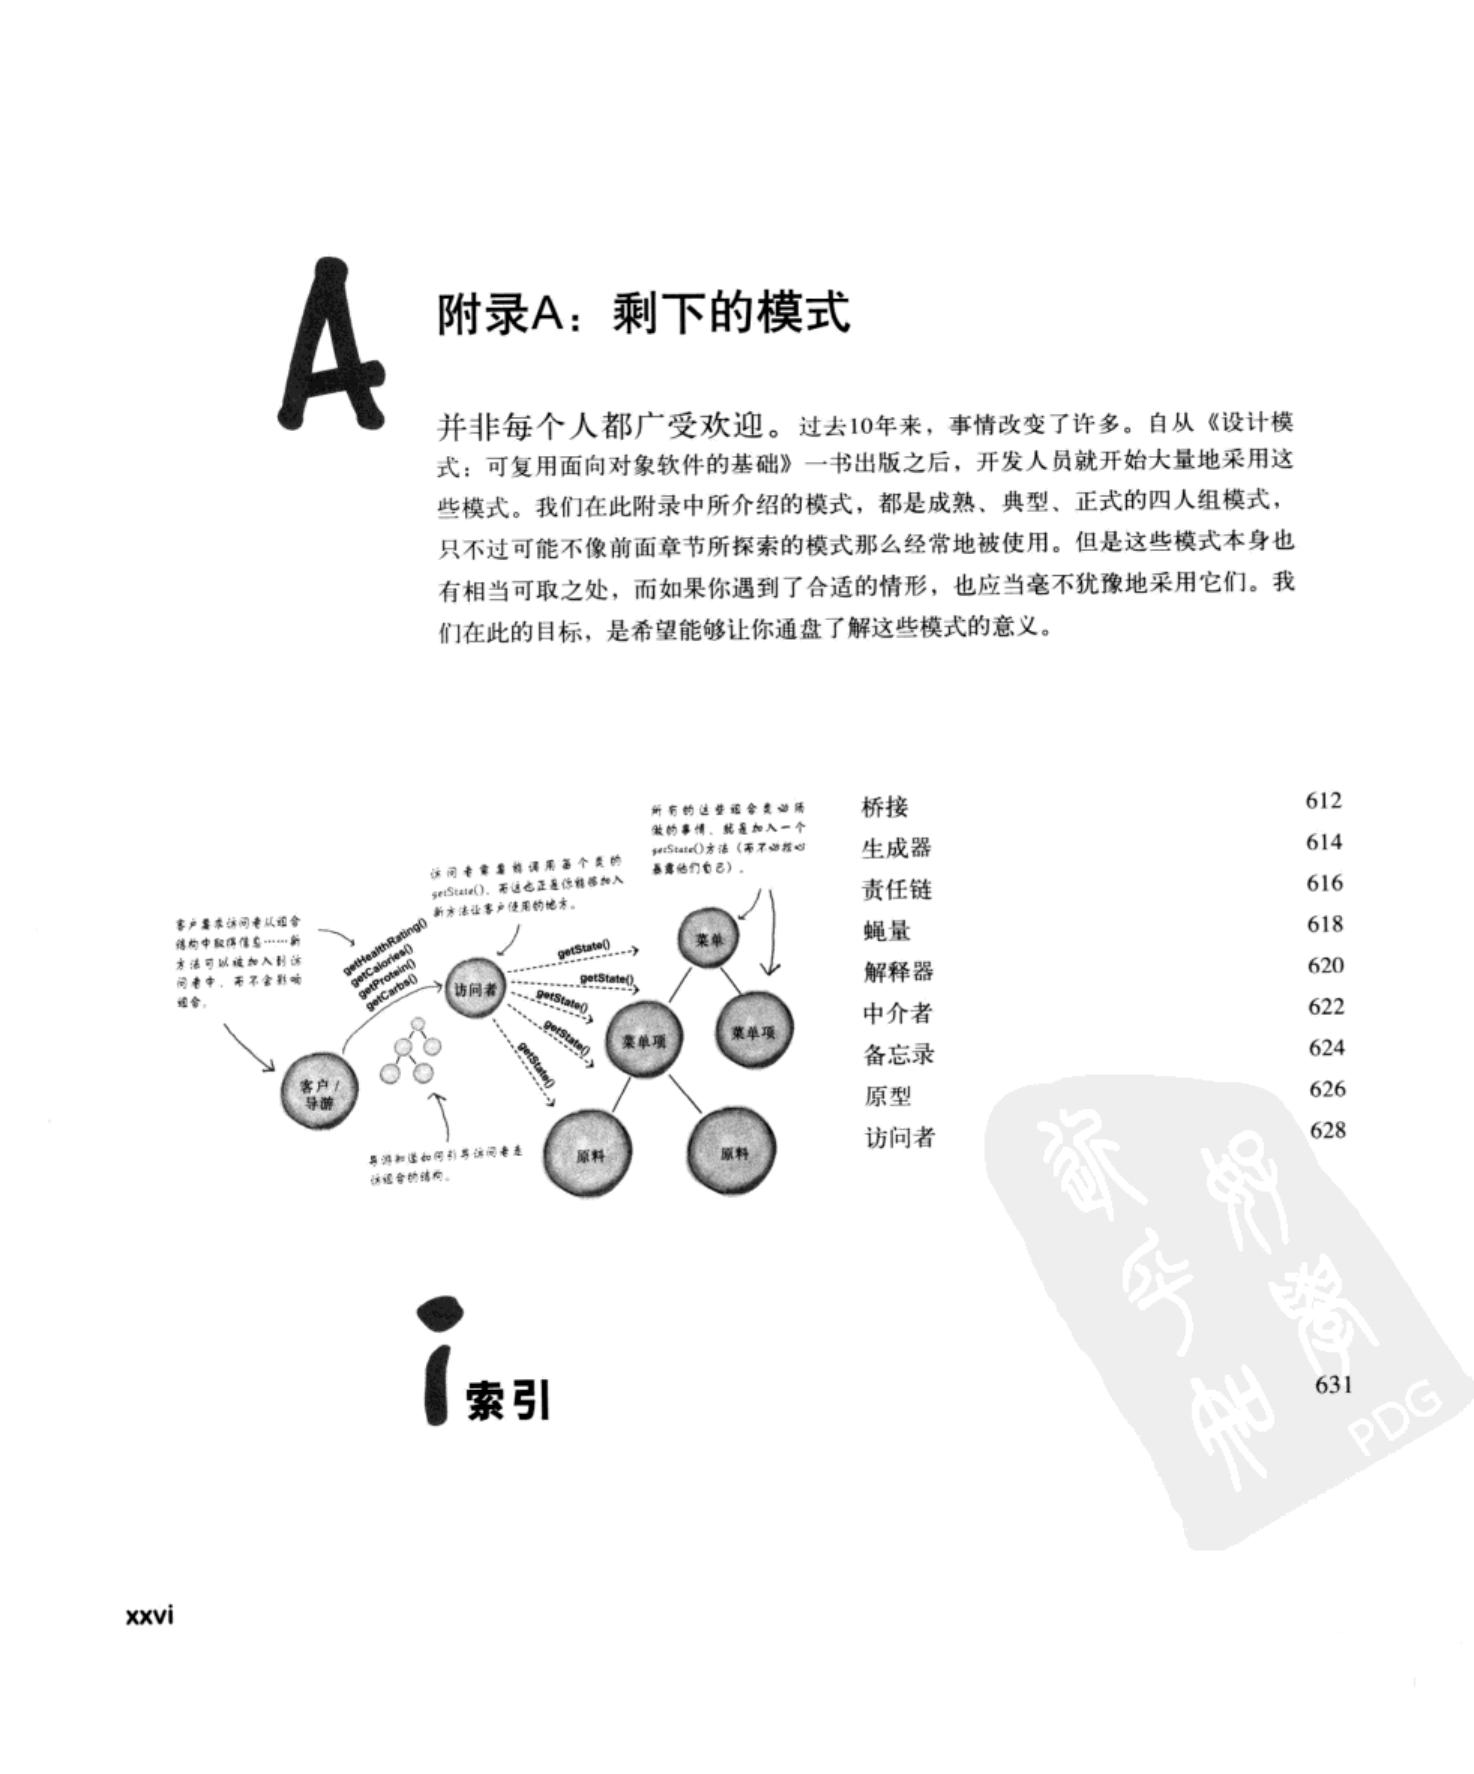 A
附录A：剩下的模式
并非每个人都广受欢迎。过去10年来，事情改变了许多。自从《设计模
式：可复用面向对象软件的基础》一书出版之后，开发人员就开始大量地采用这
些模式。我们在此附录中所介绍的模式，都是成熟、典型、正式的四人组模式，
只不过可能不像前面章节所探索的模式那么经常地被使用。但是这些模式本身也
有相当可取之处，而如果你遇到了合适的情形，也应当毫不犹豫地采用它们。我
们在此的目标，是希望能够让你通盘了解这些模式的意义。
所有的这些组合类必须
做的事情，就是加入一个
getState()方法（而不必担心
暴露他们自己）。
访问者需要能调用每个类的
getState()，而这也正是你能够加入
新方法让客户使用的地方。
客户要求访问者从组合
结构中取得信息……新
方法可以被加入到访
问者中，而不会影响
组合。
getHealthRating()
getCalories()
getProtein()
getCarbs()
访问者
getState()
getState()
getState()
getState()
getState()
菜单
菜单项
菜单项
客户/
导游
原料
原料
导游知道如何引导访问者走
访组合的结构。
桥接 612
生成器 614
责任链 616
蝇量 618
解释器 620
中介者 622
备忘录 624
原型 626
访问者 628
i 索引 631
PDG
xxvi